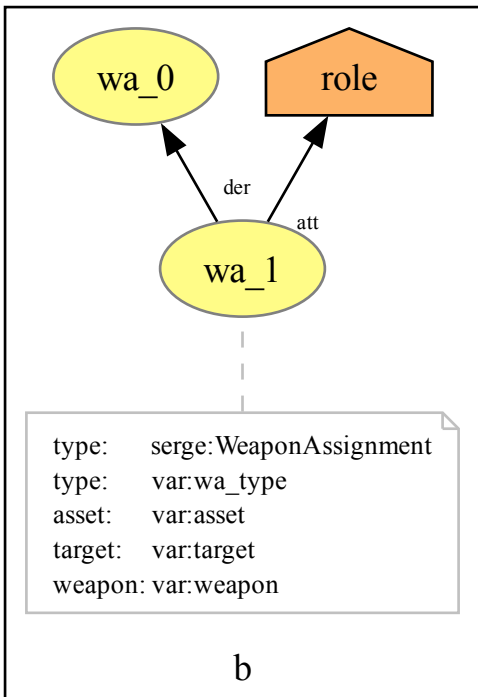 wa_0
role
der
att
wa_1
type: serge:WeaponAssignment
type: var:wa_type
asset: var:asset
target: var:target
weapon: var:weapon
b